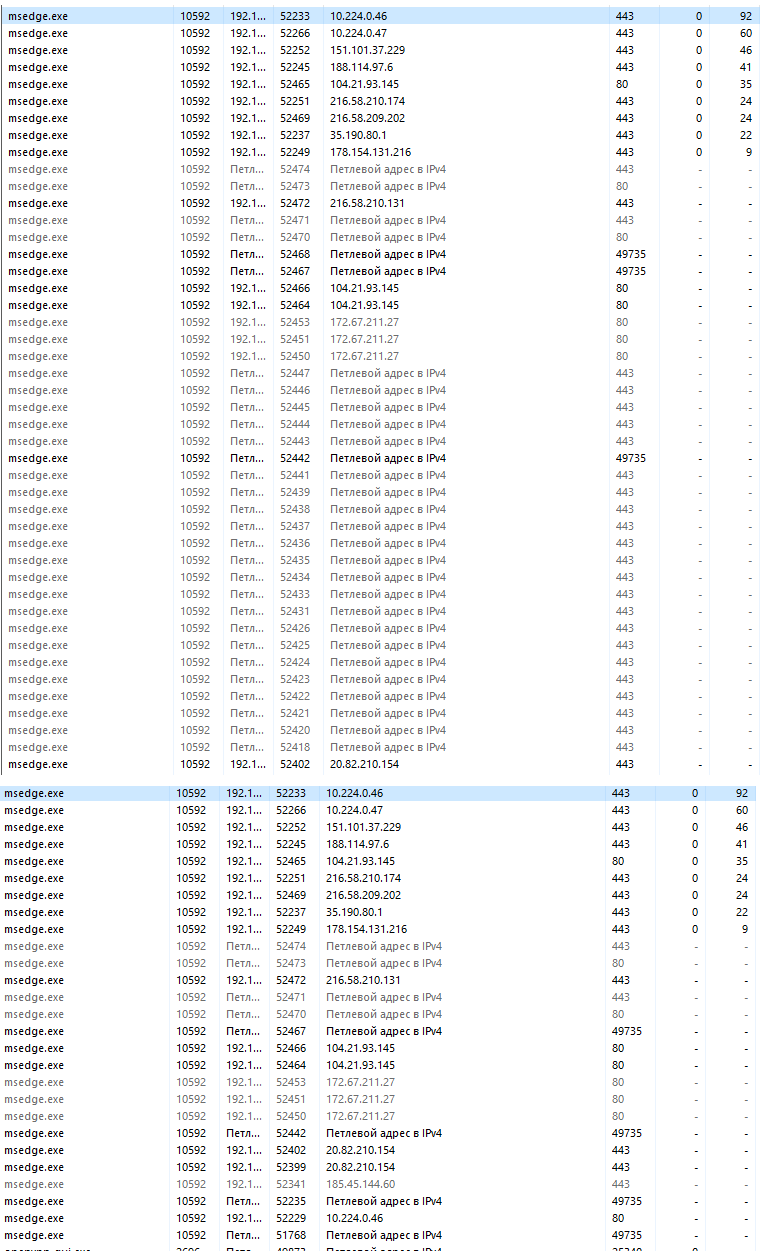 msedge.exe 10592 192.1... 52233 10.224.0.46 443 0 92
msedge.exe 10592 192.1... 52266 10.224.0.47 443 0 60
msedge.exe 10592 192.1... 52252 151.101.37.229 443 0 46
msedge.exe 10592 192.1... 52245 188.114.97.6 443 0 41
msedge.exe 10592 192.1... 52465 104.21.93.145 80 0 35
msedge.exe 10592 192.1... 52251 216.58.210.174 443 0 24
msedge.exe 10592 192.1... 52469 216.58.209.202 443 0 24
msedge.exe 10592 192.1... 52237 35.190.80.1 443 0 22
msedge.exe 10592 192.1... 52249 178.154.131.216 443 0 9
msedge.exe 10592 Петл... 52474 Петлевой адрес в IPv4 443 - -
msedge.exe 10592 Петл... 52473 Петлевой адрес в IPv4 80 - -
msedge.exe 10592 192.1... 52472 216.58.210.131 443 - -
msedge.exe 10592 Петл... 52471 Петлевой адрес в IPv4 443 - -
msedge.exe 10592 Петл... 52470 Петлевой адрес в IPv4 80 - -
msedge.exe 10592 Петл... 52468 Петлевой адрес в IPv4 49735 - -
msedge.exe 10592 Петл... 52467 Петлевой адрес в IPv4 49735 - -
msedge.exe 10592 192.1... 52466 104.21.93.145 80 - -
msedge.exe 10592 192.1... 52464 104.21.93.145 80 - -
msedge.exe 10592 192.1... 52453 172.67.211.27 80 - -
msedge.exe 10592 192.1... 52451 172.67.211.27 80 - -
msedge.exe 10592 192.1... 52450 172.67.211.27 80 - -
msedge.exe 10592 Петл... 52447 Петлевой адрес в IPv4 443 - -
msedge.exe 10592 Петл... 52446 Петлевой адрес в IPv4 443 - -
msedge.exe 10592 Петл... 52445 Петлевой адрес в IPv4 443 - -
msedge.exe 10592 Петл... 52444 Петлевой адрес в IPv4 443 - -
msedge.exe 10592 Петл... 52443 Петлевой адрес в IPv4 443 - -
msedge.exe 10592 Петл... 52442 Петлевой адрес в IPv4 49735 - -
msedge.exe 10592 Петл... 52441 Петлевой адрес в IPv4 443 - -
msedge.exe 10592 Петл... 52439 Петлевой адрес в IPv4 443 - -
msedge.exe 10592 Петл... 52438 Петлевой адрес в IPv4 443 - -
msedge.exe 10592 Петл... 52437 Петлевой адрес в IPv4 443 - -
msedge.exe 10592 Петл... 52436 Петлевой адрес в IPv4 443 - -
msedge.exe 10592 Петл... 52435 Петлевой адрес в IPv4 443 - -
msedge.exe 10592 Петл... 52434 Петлевой адрес в IPv4 443 - -
msedge.exe 10592 Петл... 52433 Петлевой адрес в IPv4 443 - -
msedge.exe 10592 Петл... 52431 Петлевой адрес в IPv4 443 - -
msedge.exe 10592 Петл... 52426 Петлевой адрес в IPv4 443 - -
msedge.exe 10592 Петл... 52425 Петлевой адрес в IPv4 443 - -
msedge.exe 10592 Петл... 52424 Петлевой адрес в IPv4 443 - -
msedge.exe 10592 Петл... 52423 Петлевой адрес в IPv4 443 - -
msedge.exe 10592 Петл... 52422 Петлевой адрес в IPv4 443 - -
msedge.exe 10592 Петл... 52421 Петлевой адрес в IPv4 443 - -
msedge.exe 10592 Петл... 52420 Петлевой адрес в IPv4 443 - -
msedge.exe 10592 Петл... 52418 Петлевой адрес в IPv4 443 - -
msedge.exe 10592 192.1... 52402 20.82.210.154 443 - -
msedge.exe 10592 192.1... 52233 10.224.0.46 443 0 92
msedge.exe 10592 192.1... 52266 10.224.0.47 443 0 60
msedge.exe 10592 192.1... 52252 151.101.37.229 443 0 46
msedge.exe 10592 192.1... 52245 188.114.97.6 443 0 41
msedge.exe 10592 192.1... 52465 104.21.93.145 80 0 35
msedge.exe 10592 192.1... 52251 216.58.210.174 443 0 24
msedge.exe 10592 192.1... 52469 216.58.209.202 443 0 24
msedge.exe 10592 192.1... 52237 35.190.80.1 443 0 22
msedge.exe 10592 192.1... 52249 178.154.131.216 443 0 9
msedge.exe 10592 Петл... 52474 Петлевой адрес в IPv4 443 - -
msedge.exe 10592 Петл... 52473 Петлевой адрес в IPv4 80 - -
msedge.exe 10592 192.1... 52472 216.58.210.131 443 - -
msedge.exe 10592 Петл... 52471 Петлевой адрес в IPv4 443 - -
msedge.exe 10592 Петл... 52470 Петлевой адрес в IPv4 80 - -
msedge.exe 10592 Петл... 52467 Петлевой адрес в IPv4 49735 - -
msedge.exe 10592 192.1... 52466 104.21.93.145 80 - -
msedge.exe 10592 192.1... 52464 104.21.93.145 80 - -
msedge.exe 10592 192.1... 52453 172.67.211.27 80 - -
msedge.exe 10592 192.1... 52451 172.67.211.27 80 - -
msedge.exe 10592 192.1... 52450 172.67.211.27 80 - -
msedge.exe 10592 Петл... 52442 Петлевой адрес в IPv4 49735 - -
msedge.exe 10592 192.1... 52402 20.82.210.154 443 - -
msedge.exe 10592 192.1... 52399 20.82.210.154 443 - -
msedge.exe 10592 192.1... 52341 185.45.144.60 443 - -
msedge.exe 10592 Петл... 52235 Петлевой адрес в IPv4 49735 - -
msedge.exe 10592 192.1... 52229 10.224.0.46 80 - -
msedge.exe 10592 Петл... 51768 Петлевой адрес в IPv4 49735 - -